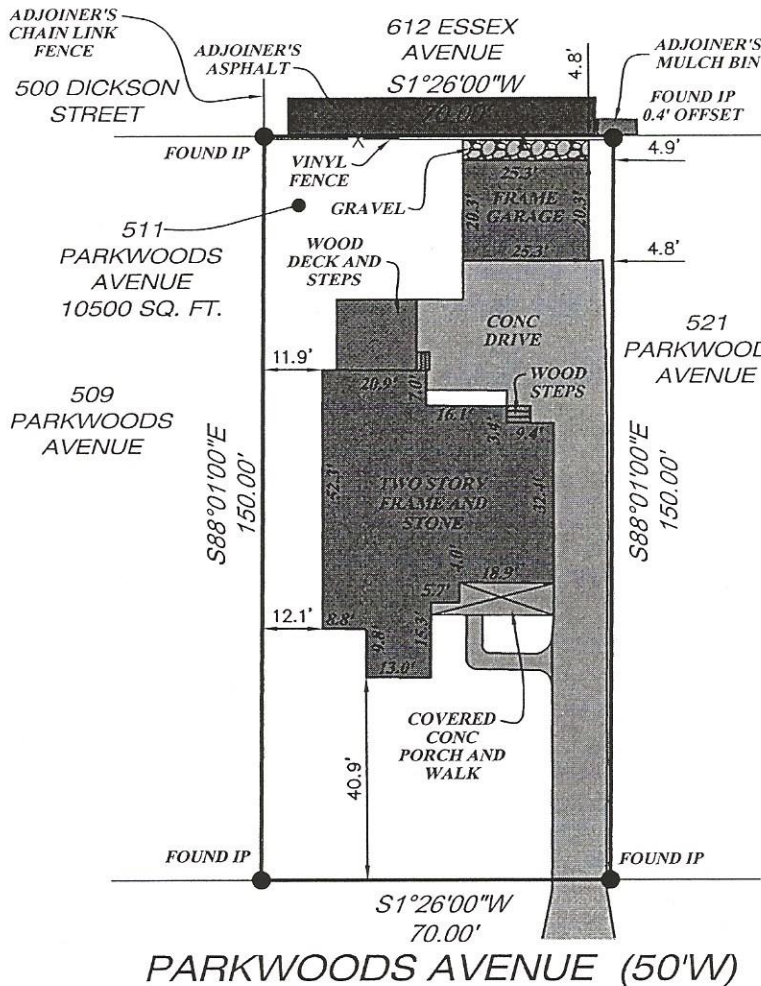 ADJOINER'S
CHAIN LINK
FENCE
612 ESSEX
AVENUE
ADJOINER'S
ASPHALT
S1°26'00"W
70.00'
4.8'
ADJOINER'S
MULCH BIN
500 DICKSON
STREET
FOUND IP
0.4' OFFSET
FOUND IP
VINYL
FENCE
X
4.9'
GRAVEL
25.3'
FRAME
GARAGE
20.3'
20.3'
25.3'
4.8'
511
PARKWOODS
AVENUE
10500 SQ. FT.
WOOD
DECK AND
STEPS
CONC
DRIVE
521
PARKWOOD
AVENUE
11.9'
20.9'
7.0'
WOOD
STEPS
16.1'
3.4'
9.4'
509
PARKWOODS
AVENUE
S88°01'00"E
150.00'
52.3'
TWO STORY
FRAME AND
STONE
32.1'
S88°01'00"E
150.00'
4.0'
18.9'
5.7'
12.1'
8.8'
9.8'
15.3'
13.0'
COVERED
CONC
PORCH AND
WALK
40.9'
FOUND IP
FOUND IP
S1°26'00"W
70.00'
PARKWOODS AVENUE (50'W)